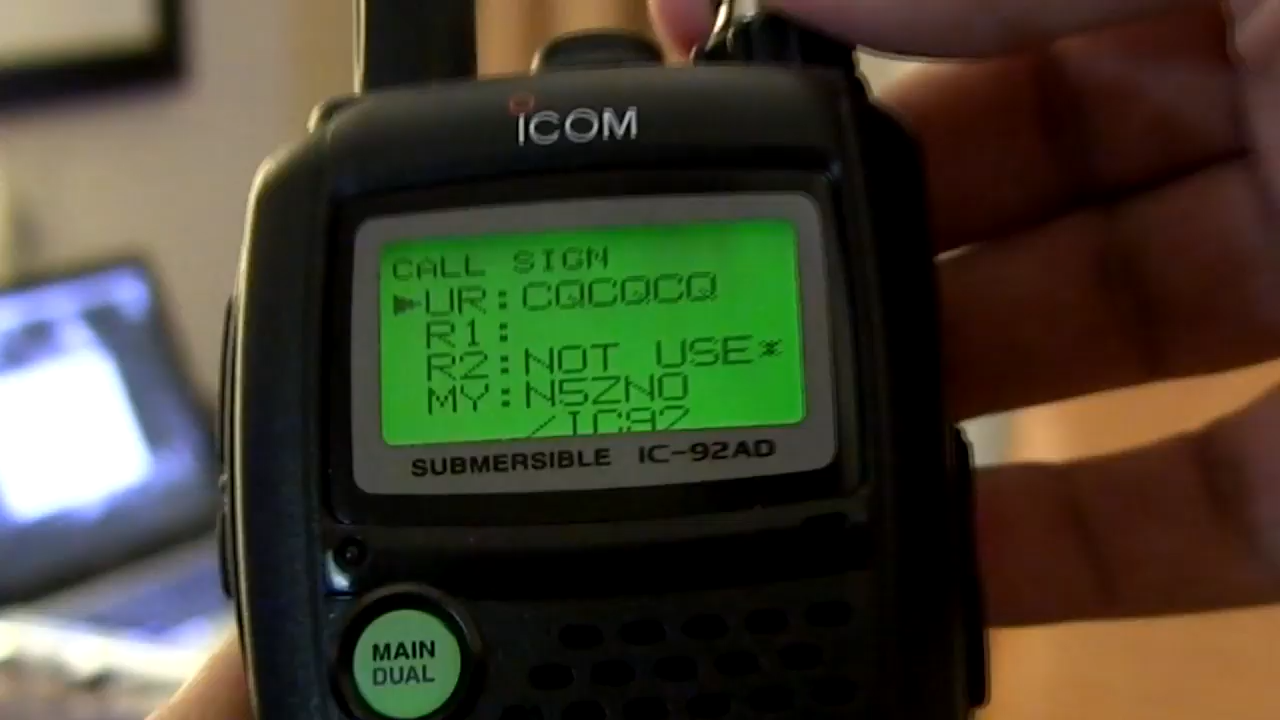 iCOM
CALL SIGN
UR: CQCQCQ
R1:
R2: NOT USE*
MY: N5ZNO
/IC92
SUBMERSIBLE IC-92AD
MAIN
DUAL